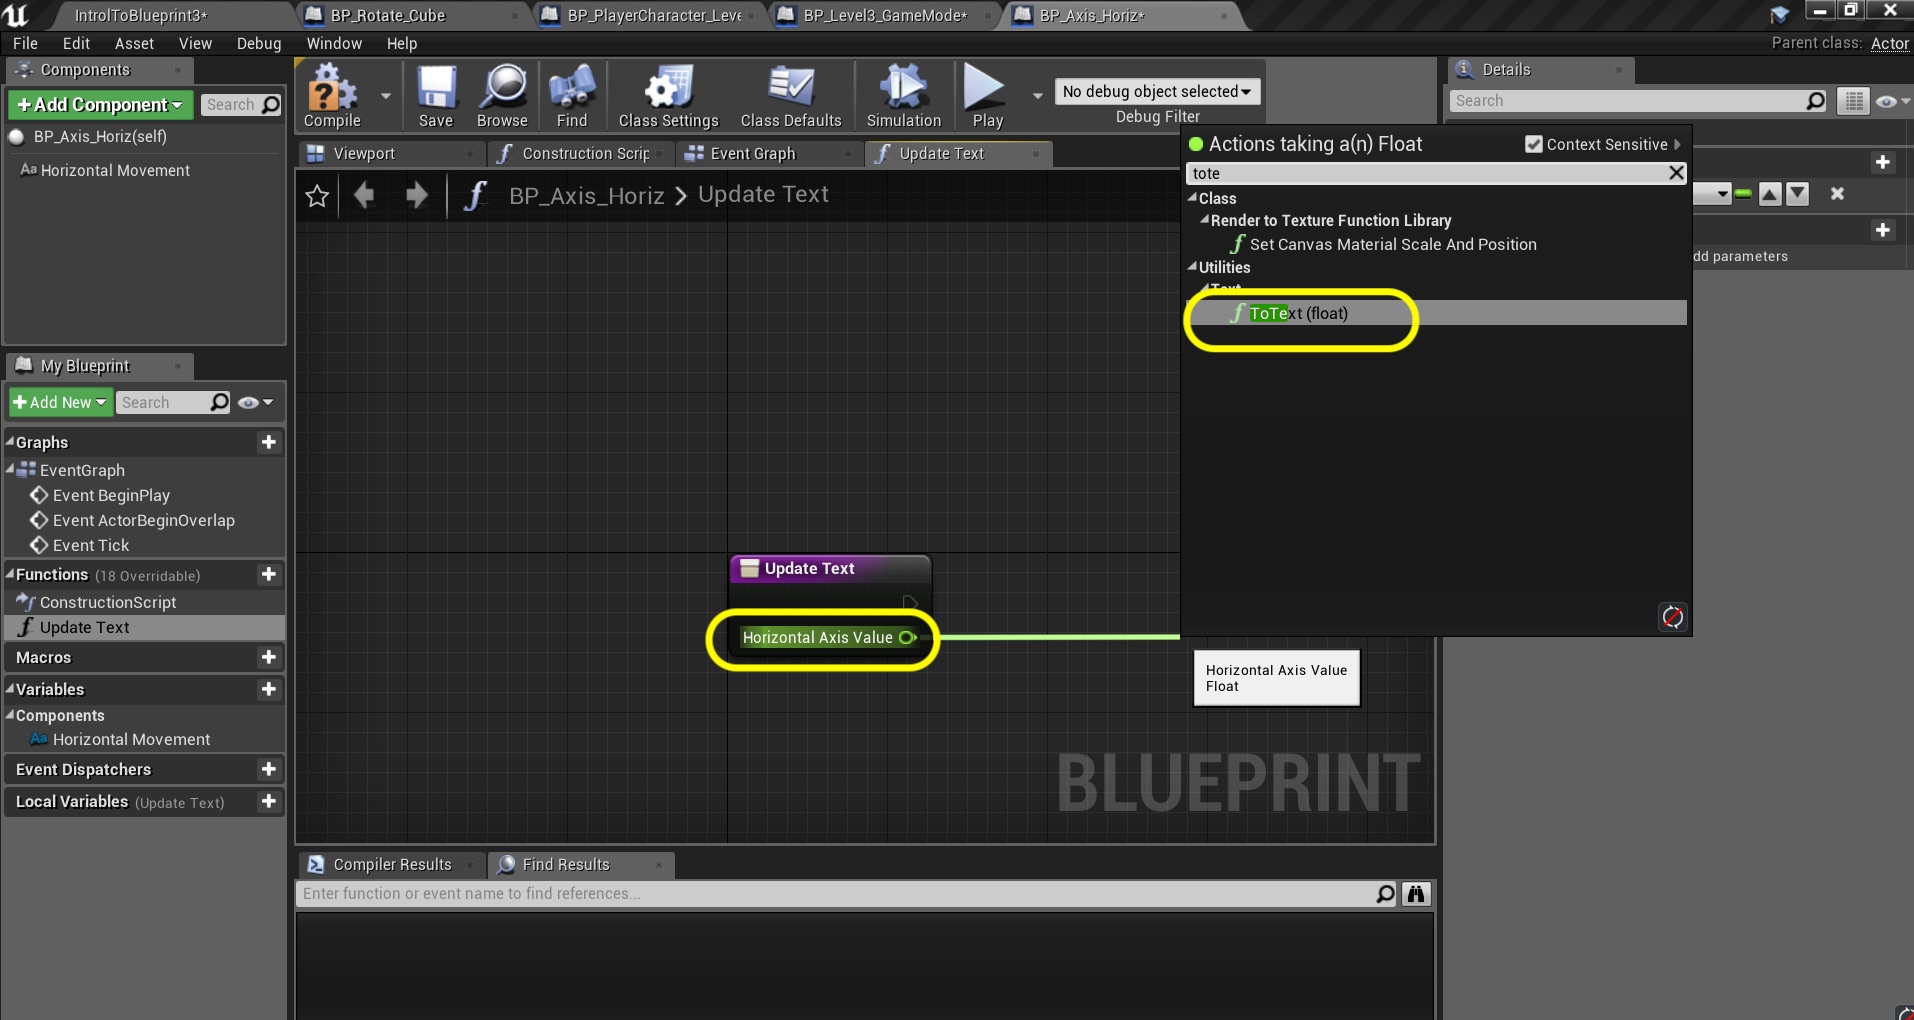 IntrolToBlueprint3*
BP_Rotate_Cube
BP_PlayerCharacter_Leve
BP_Level3_GameMode*
BP_Axis_Horiz*
File Edit Asset View Debug Window Help
Parent class: Actor
Components
+Add Component
Search
BP_Axis_Horiz(self)
Aa Horizontal Movement
Compile
Save
Browse
Find
Class Settings
Class Defaults
Simulation
Play
No debug object selected
Debug Filter
Details
Search
Viewport
Construction Scrip
Event Graph
Update Text
BP_Axis_Horiz > Update Text
Actions taking a(n) Float
Context Sensitive
tote
Class
Render to Texture Function Library
Set Canvas Material Scale And Position
Utilities
Text
ToText (float)
dd parameters
My Blueprint
+Add New
Search
Graphs
EventGraph
Event BeginPlay
Event ActorBeginOverlap
Event Tick
Functions (18 Overridable)
ConstructionScript
Update Text
Macros
Variables
Components
Aa Horizontal Movement
Event Dispatchers
Local Variables (Update Text)
Update Text
Horizontal Axis Value
Horizontal Axis Value
Float
BLUEPRINT
Compiler Results
Find Results
Enter function or event name to find references...